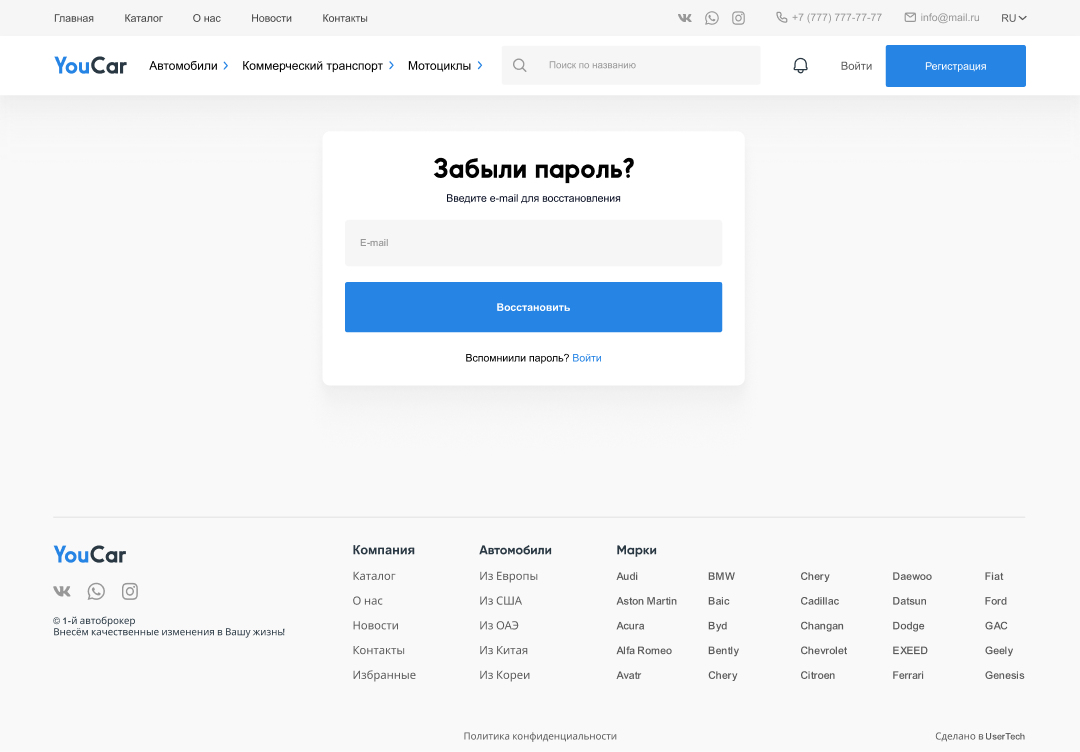 Главная Каталог О нас Новости Контакты +7 (777) 777-77-77 info@mail.ru RU
YouCar Автомобили Коммерческий транспорт Мотоциклы Поиск по названию Войти Регистрация
Забыли пароль?
Введите e-mail для восстановления
E-mail
Восстановить
Вспомниили пароль? Войти
YouCar
© 1-й автоброкер
Внесём качественные изменения в Вашу жизнь!
Компания
Каталог
О нас
Новости
Контакты
Избранные
Автомобили
Из Европы
Из США
Из ОАЭ
Из Китая
Из Кореи
Марки
Audi BMW Chery Daewoo Fiat
Aston Martin Baic Cadillac Datsun Ford
Acura Byd Changan Dodge GAC
Alfa Romeo Bently Chevrolet EXEED Geely
Avatr Chery Citroen Ferrari Genesis
Политика конфиденциальности Сделано в UserTech